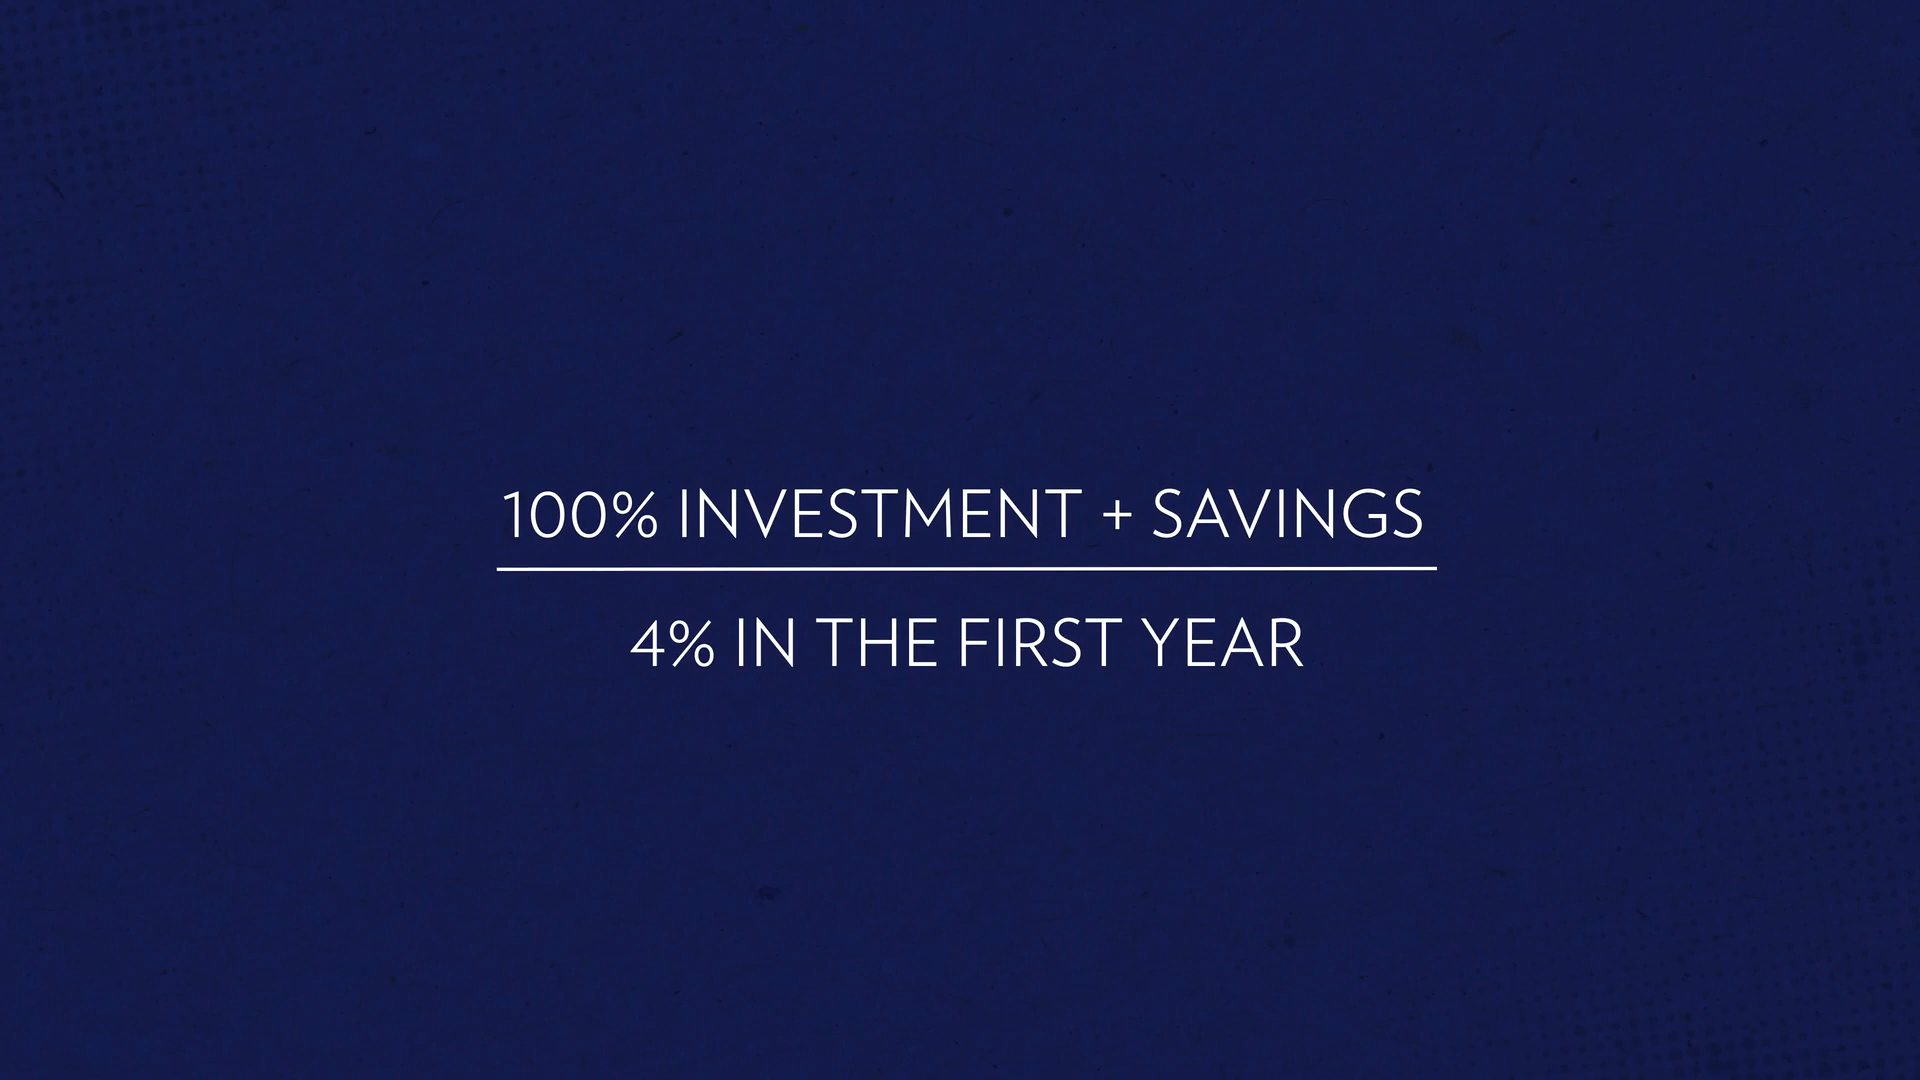 100% INVESTMENT + SAVINGS
4% IN THE FIRST YEAR